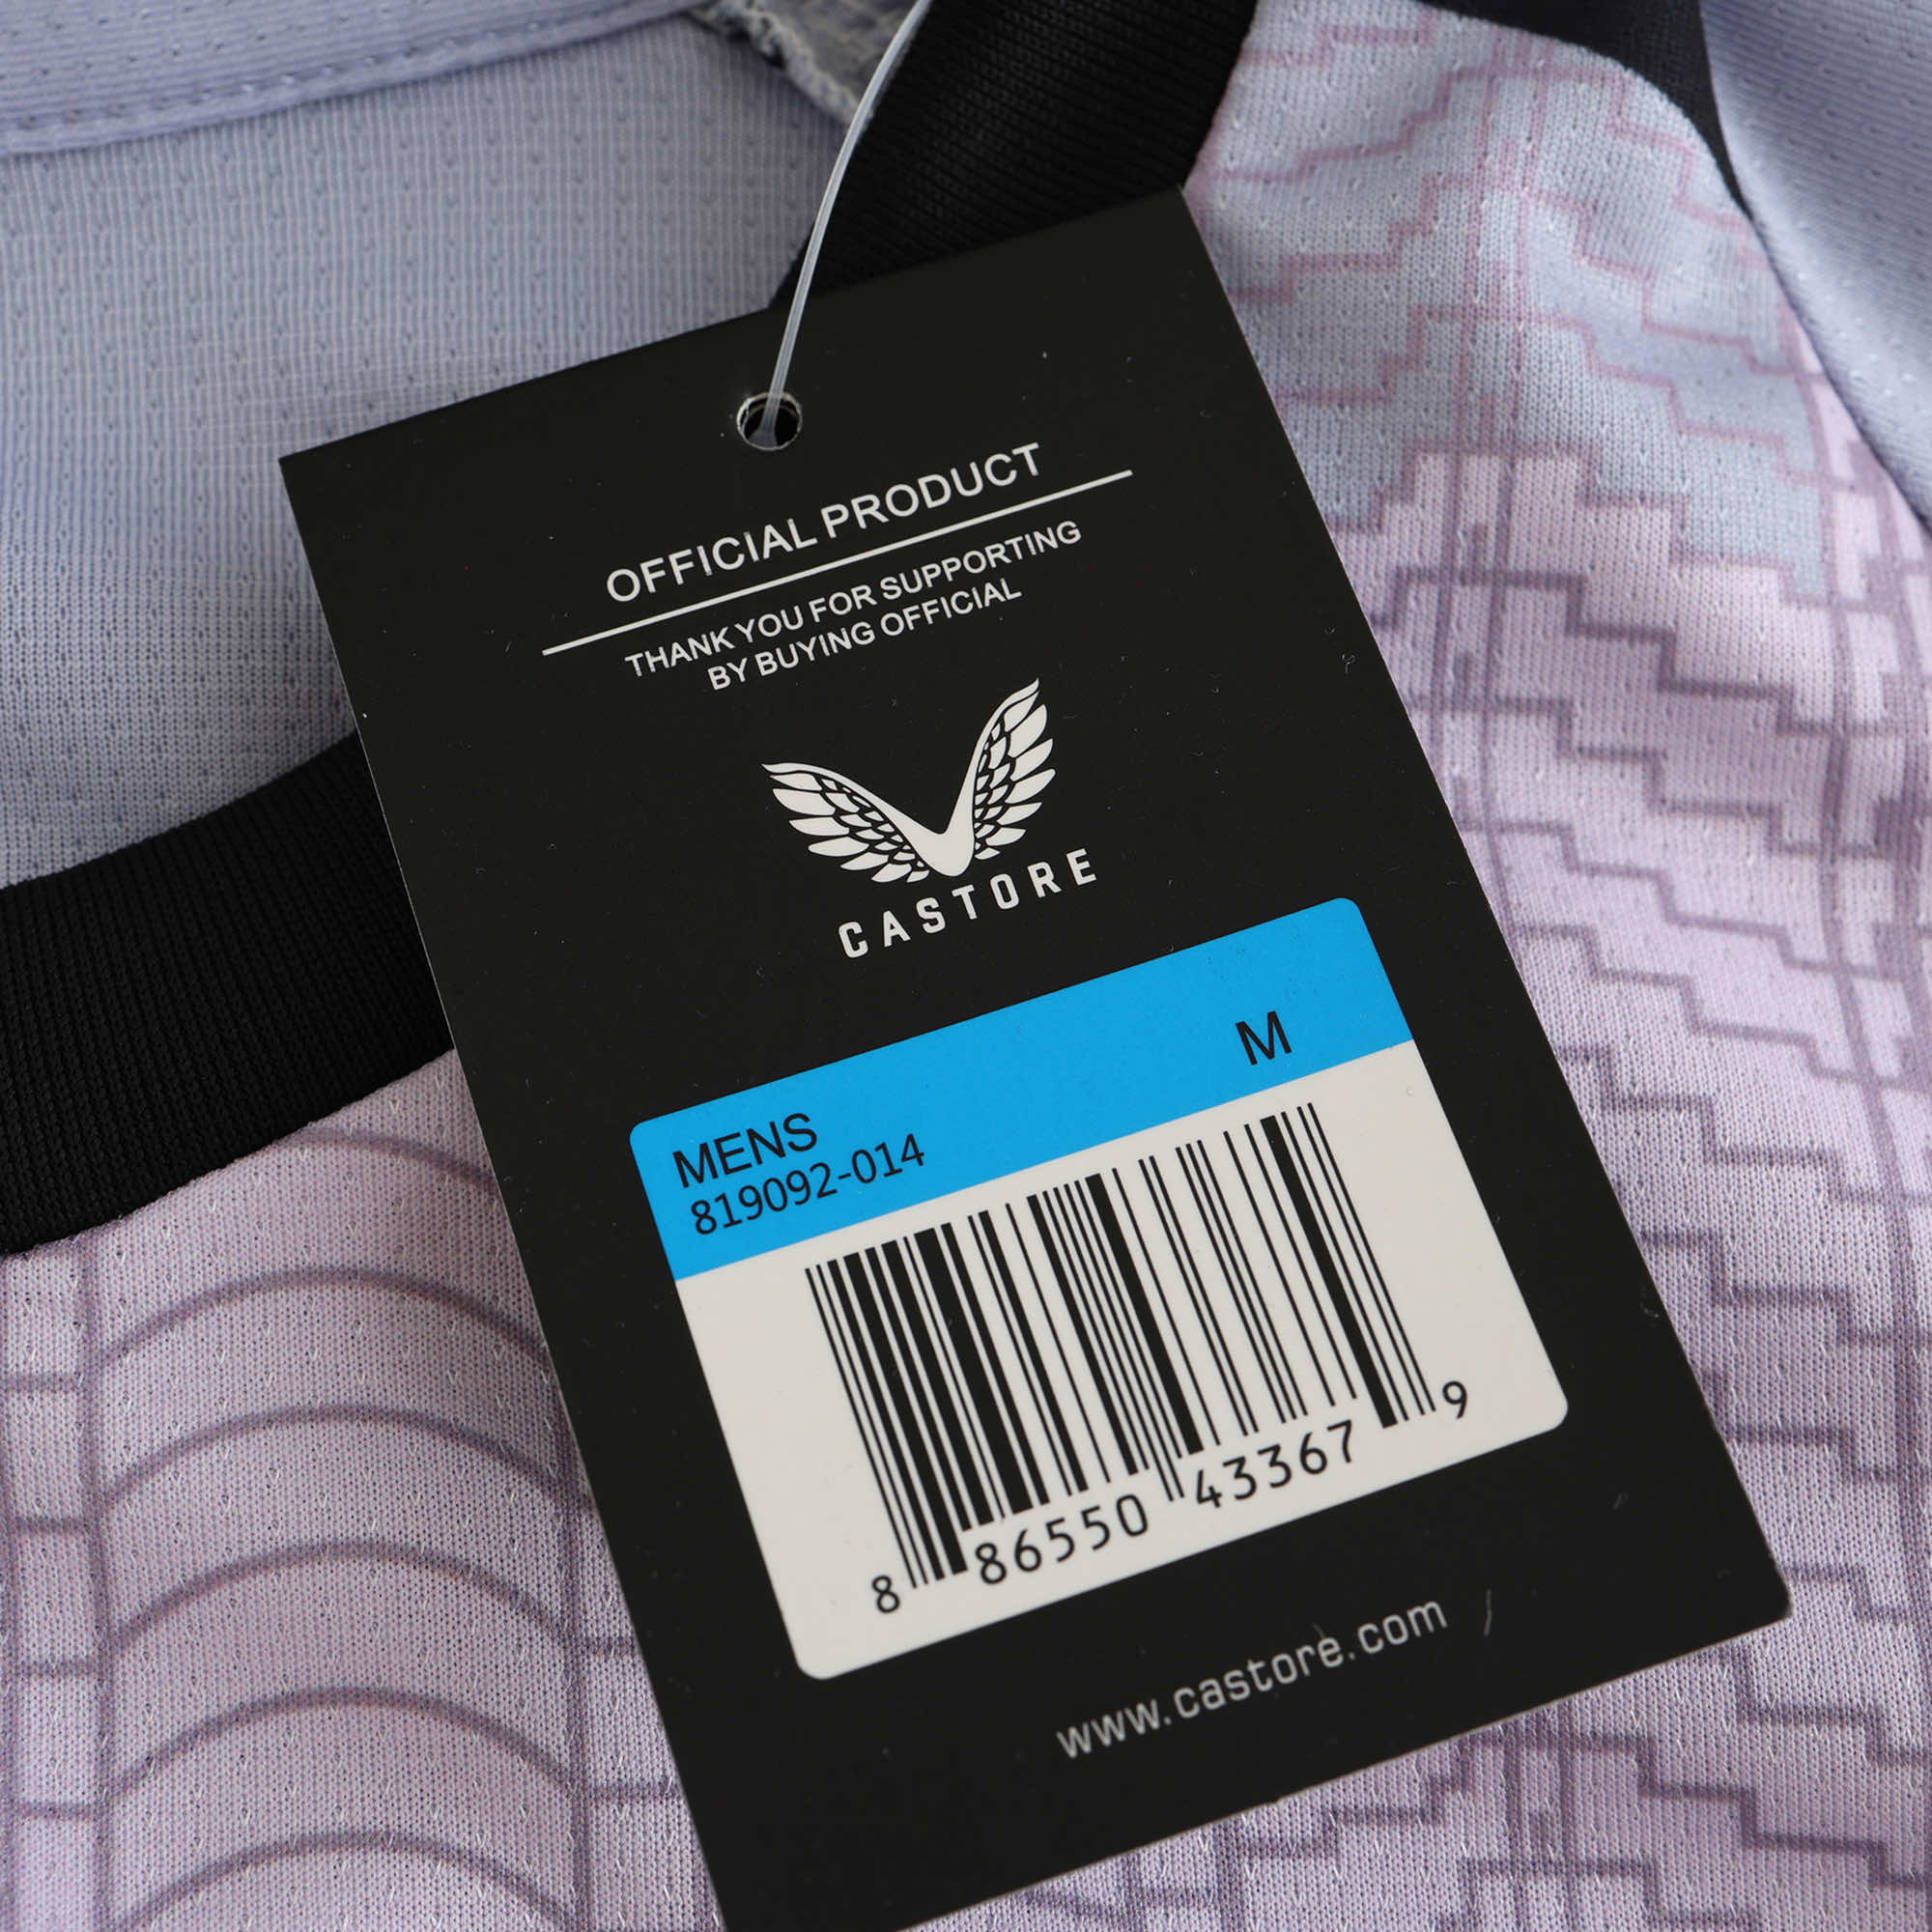 OFFICIAL PRODUCT
THANK YOU FOR SUPPORTING
BY BUYING OFFICIAL
CASTORE
M
MENS
819092-014
8 86550 43367 9
www.castore.com